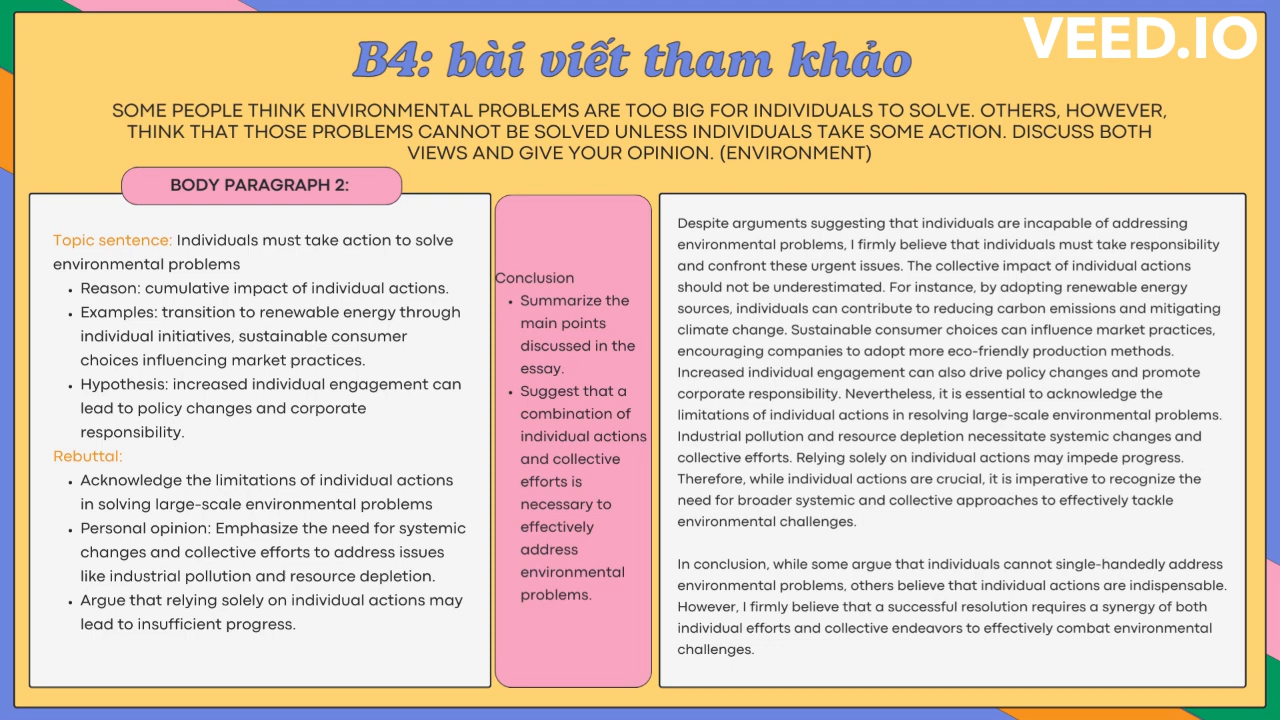 VEED.IO
B4: bài viết tham khảo
SOME PEOPLE THINK ENVIRONMENTAL PROBLEMS ARE TOO BIG FOR INDIVIDUALS TO SOLVE. OTHERS, HOWEVER,
THINK THAT THOSE PROBLEMS CANNOT BE SOLVED UNLESS INDIVIDUALS TAKE SOME ACTION. DISCUSS BOTH
VIEWS AND GIVE YOUR OPINION. (ENVIRONMENT)
BODY PARAGRAPH 2:
Topic sentence: Individuals must take action to solve
environmental problems
• Reason: cumulative impact of individual actions.
• Examples: transition to renewable energy through
individual initiatives, sustainable consumer
choices influencing market practices.
• Hypothesis: increased individual engagement can
lead to policy changes and corporate
responsibility.
Rebuttal:
• Acknowledge the limitations of individual actions
in solving large-scale environmental problems
• Personal opinion: Emphasize the need for systemic
changes and collective efforts to address issues
like industrial pollution and resource depletion.
• Argue that relying solely on individual actions may
lead to insufficient progress.
Conclusion
• Summarize the
main points
discussed in the
essay.
• Suggest that a
combination of
individual actions
and collective
efforts is
necessary to
effectively
address
environmental
problems.
Despite arguments suggesting that individuals are incapable of addressing
environmental problems, I firmly believe that individuals must take responsibility
and confront these urgent issues. The collective impact of individual actions
should not be underestimated. For instance, by adopting renewable energy
sources, individuals can contribute to reducing carbon emissions and mitigating
climate change. Sustainable consumer choices can influence market practices,
encouraging companies to adopt more eco-friendly production methods.
Increased individual engagement can also drive policy changes and promote
corporate responsibility. Nevertheless, it is essential to acknowledge the
limitations of individual actions in resolving large-scale environmental problems.
Industrial pollution and resource depletion necessitate systemic changes and
collective efforts. Relying solely on individual actions may impede progress.
Therefore, while individual actions are crucial, it is imperative to recognize the
need for broader systemic and collective approaches to effectively tackle
environmental challenges.
In conclusion, while some argue that individuals cannot single-handedly address
environmental problems, others believe that individual actions are indispensable.
However, I firmly believe that a successful resolution requires a synergy of both
individual efforts and collective endeavors to effectively combat environmental
challenges.